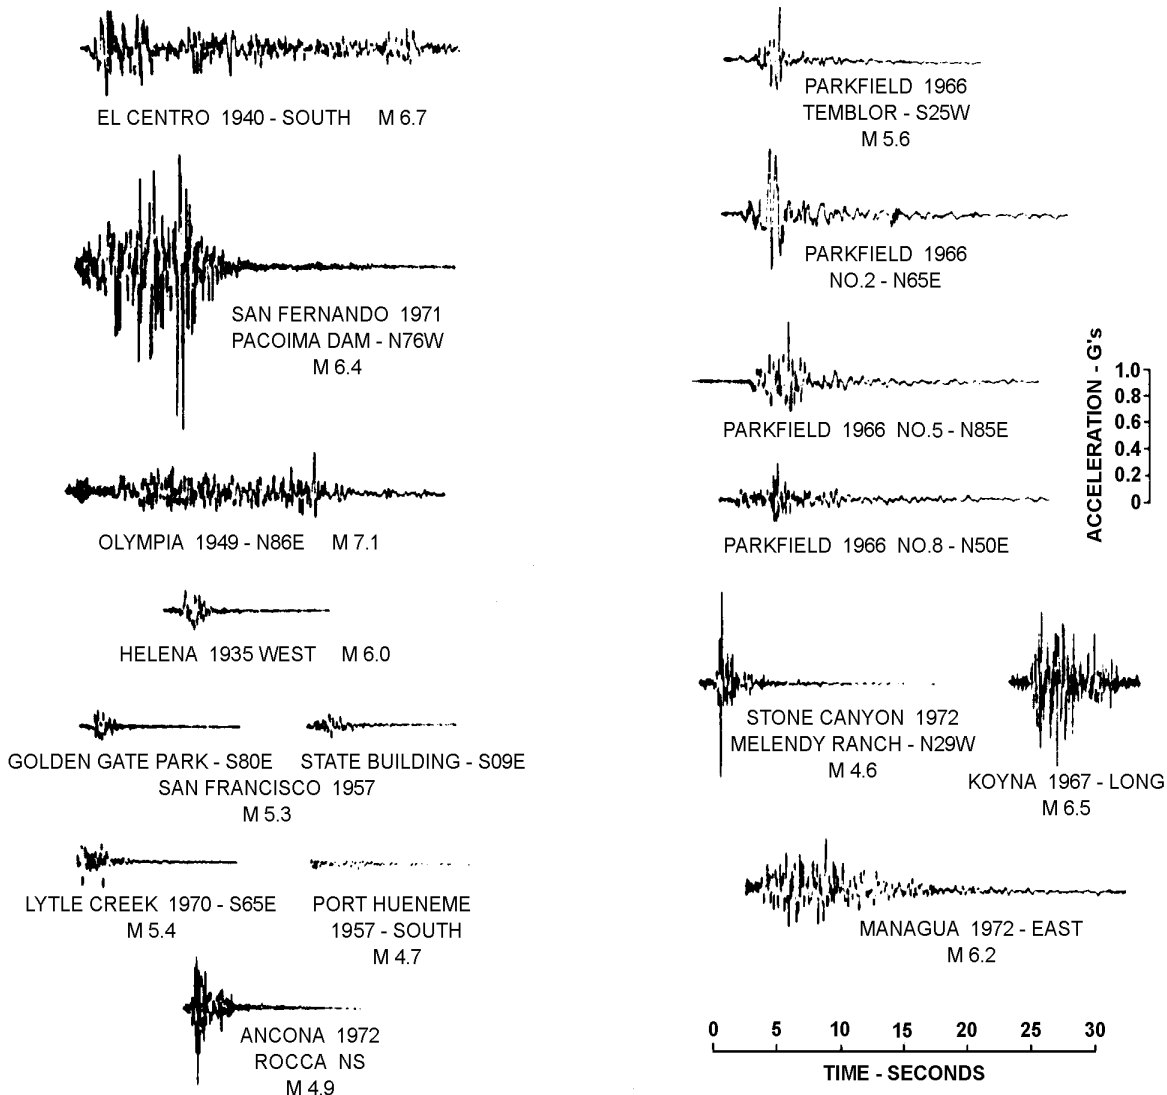 EL CENTRO 1940 - SOUTH M 6.7
SAN FERNANDO 1971
PACOIMA DAM - N76W
M 6.4
OLYMPIA 1949 - N86E M 7.1
HELENA 1935 WEST M 6.0
GOLDEN GATE PARK - S80E STATE BUILDING - S09E
SAN FRANCISCO 1957
M 5.3
LYTLE CREEK 1970 - S65E
M 5.4
PORT HUENEME
1957 - SOUTH
M 4.7
ANCONA 1972
ROCCA NS
M 4.9
PARKFIELD 1966
TEMBLOR - S25W
M 5.6
PARKFIELD 1966
NO.2 - N65E
PARKFIELD 1966 NO.5 - N85E
PARKFIELD 1966 NO.8 - N50E
ACCELERATION - G's
1.0
0.8
0.6
0.4
0.2
0
STONE CANYON 1972
MELENDY RANCH - N29W
M 4.6
KOYNA 1967 - LONG
M 6.5
MANAGUA 1972 - EAST
M 6.2
0 5 10 15 20 25 30
TIME - SECONDS